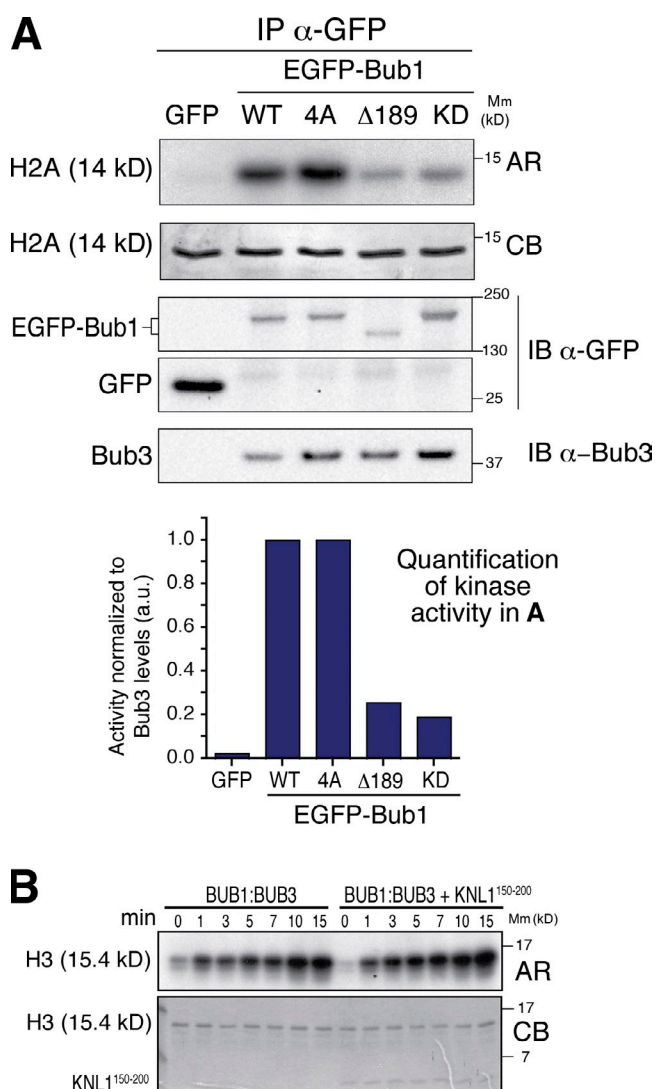 A
IP α-GFP
EGFP-Bub1
GFP WT 4A Δ189 KD Mm (kD)
H2A (14 kD) 15 AR
H2A (14 kD) 15 CB
250
EGFP-Bub1
130
IB α-GFP
GFP 25
Bub3 37 IB α–Bub3
Activity normalized to
Bub3 levels (a.u.)
1.0
0.8
0.6
0.4
0.2
0.0
Quantification
of kinase
activity in A
GFP WT 4A Δ189 KD
EGFP-Bub1
B
BUB1:BUB3 BUB1:BUB3 + KNL1150-200
min 0 1 3 5 7 10 15 0 1 3 5 7 10 15 Mm (kD)
17
H3 (15.4 kD) AR
17
H3 (15.4 kD) CB
7
KNL1150-200